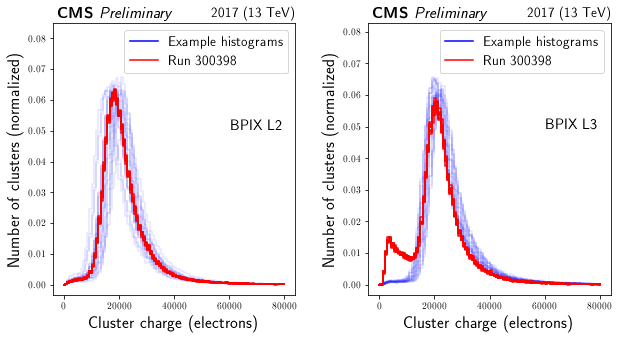 CMS Preliminary 2017 (13 TeV)
Example histograms
Run 300398
BPIX L2
Number of clusters (normalized)
0.08
0.07
0.06
0.05
0.04
0.03
0.02
0.01
0.00
0 20000 40000 60000 80000
Cluster charge (electrons)
CMS Preliminary 2017 (13 TeV)
Example histograms
Run 300398
BPIX L3
Number of clusters (normalized)
0.08
0.07
0.06
0.05
0.04
0.03
0.02
0.01
0.00
0 20000 40000 60000 80000
Cluster charge (electrons)